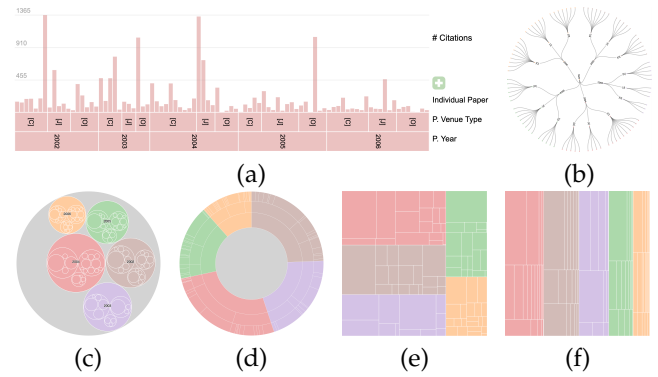 1365
910
455
# Citations
Individual Paper
[C] [J] [O] [C] [J] [O] [C] [J] [O] [C] [J] [O] [C] [J] [O] P. Venue Type
2002 2003 2004 2005 2006 P. Year
(a)
(b)
(c) (d) (e) (f)